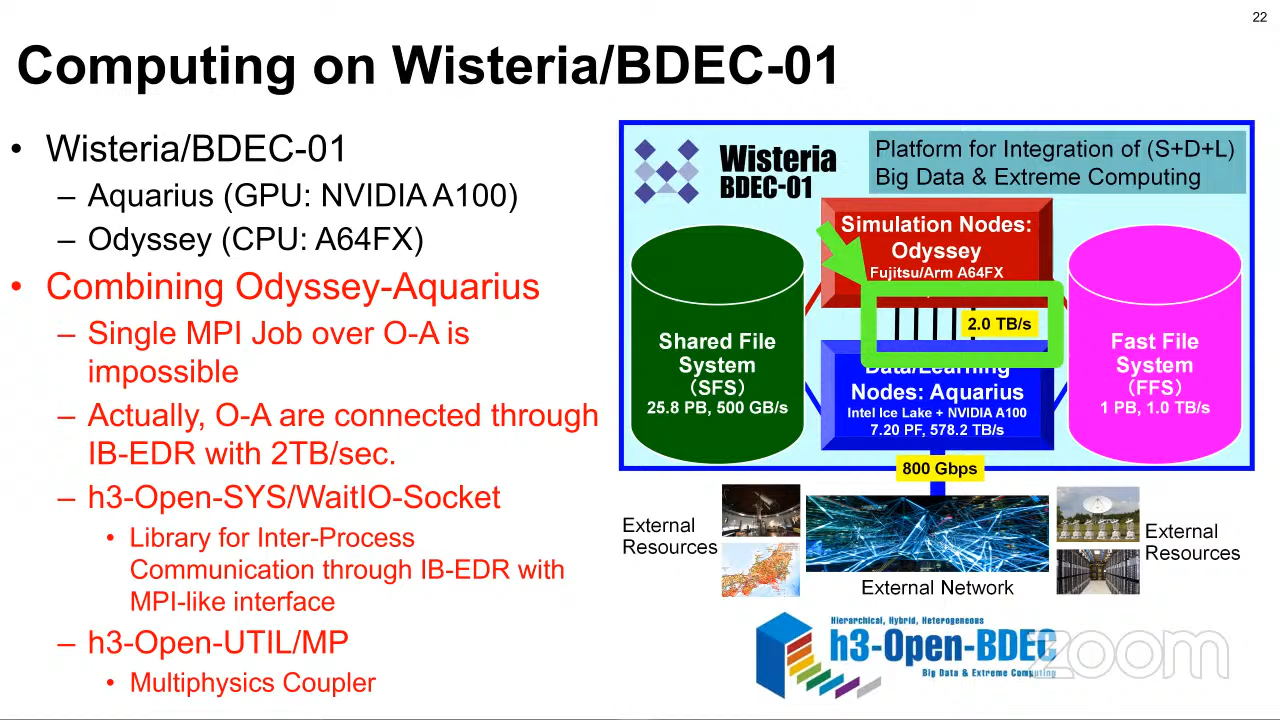 22
Computing on Wisteria/BDEC-01
• Wisteria/BDEC-01
– Aquarius (GPU: NVIDIA A100)
– Odyssey (CPU: A64FX)
• Combining Odyssey-Aquarius
– Single MPI Job over O-A is
impossible
– Actually, O-A are connected through
IB-EDR with 2TB/sec.
– h3-Open-SYS/WaitIO-Socket
• Library for Inter-Process
Communication through IB-EDR with
MPI-like interface
– h3-Open-UTIL/MP
• Multiphysics Coupler
Wisteria
BDEC-01
Platform for Integration of (S+D+L)
Big Data & Extreme Computing
Simulation Nodes:
Odyssey
Fujitsu/Arm A64FX
2.0 TB/s
Shared File
System
(SFS)
25.8 PB, 500 GB/s
Data/Learning
Nodes: Aquarius
Intel Ice Lake + NVIDIA A100
7.20 PF, 578.2 TB/s
Fast File
System
(FFS)
1 PB, 1.0 TB/s
800 Gbps
External
Resources
External Network
External
Resources
Hierarchical, Hybrid, Heterogeneous
h3-Open-BDEC
Big Data & Extreme Computing
zoom